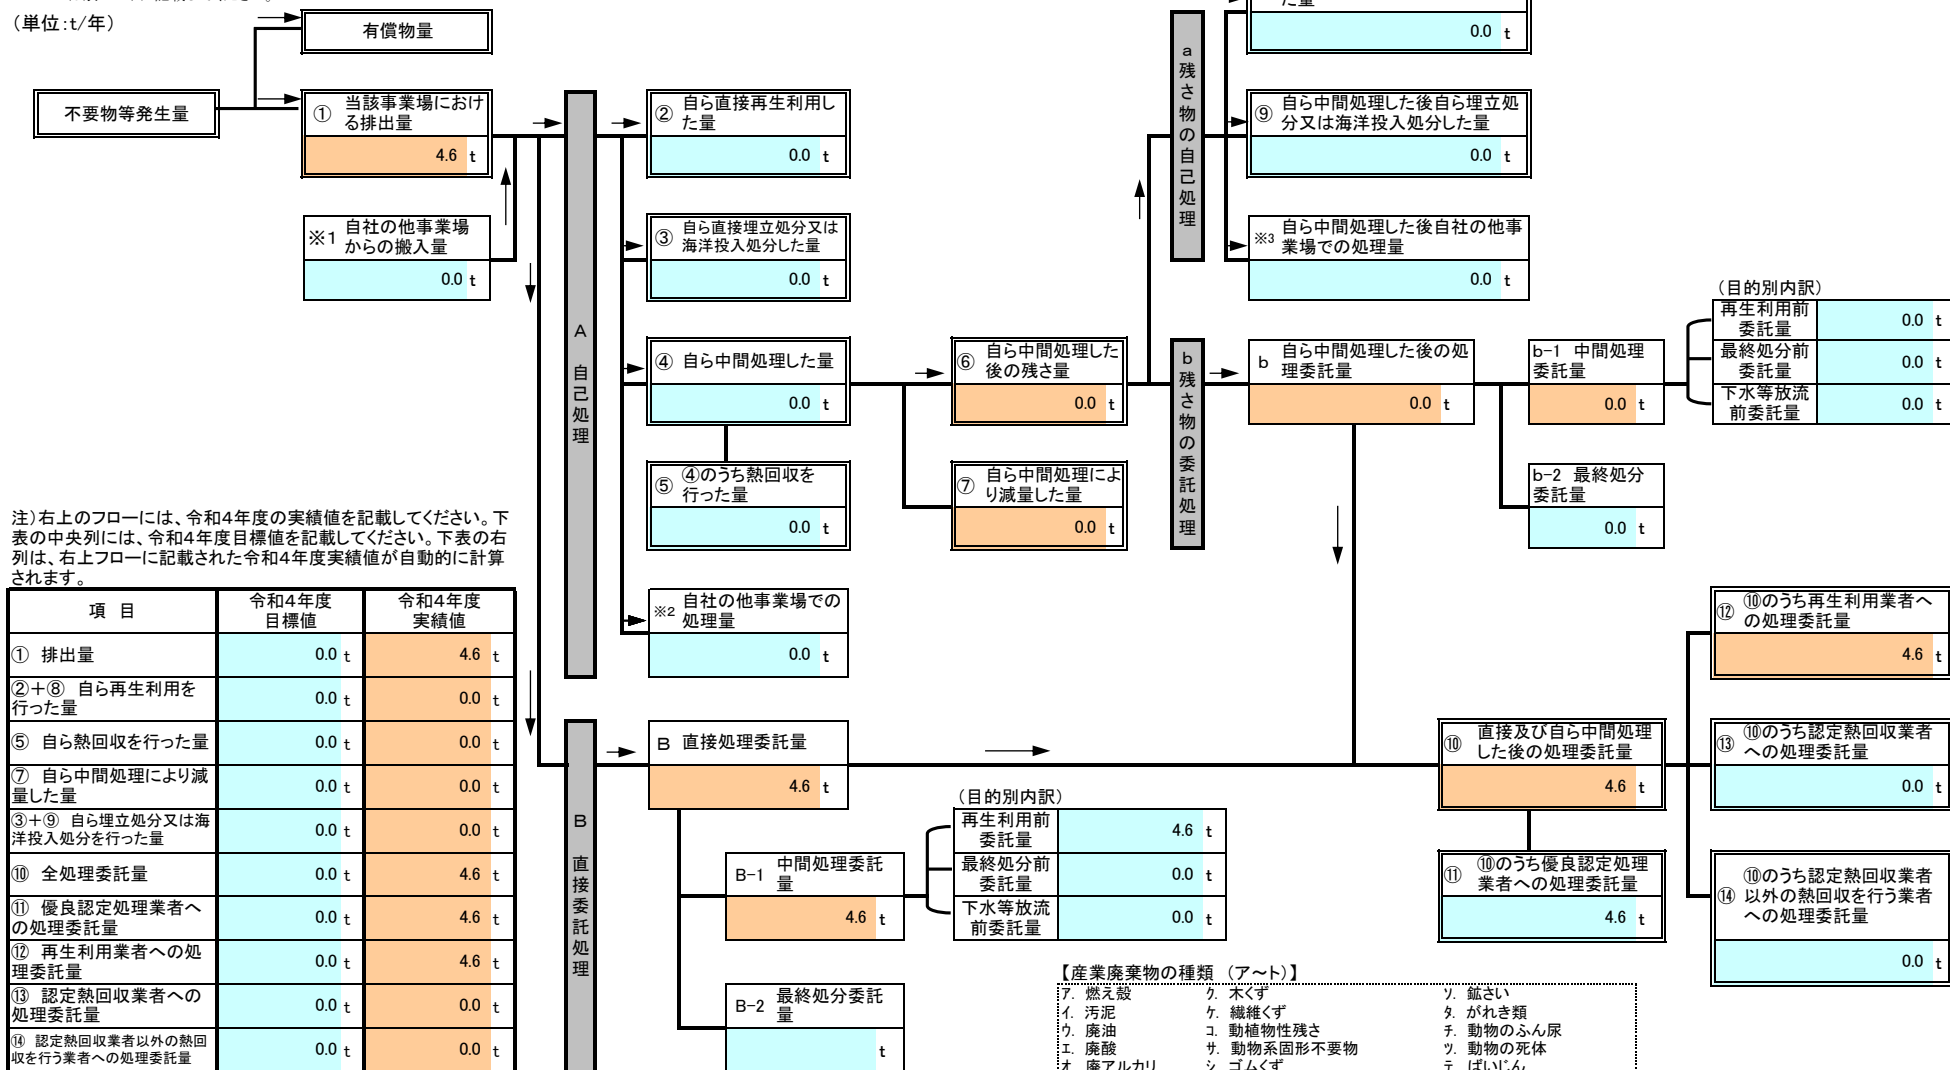 (単位:t/年)
有償物量
不要物等発生量
① 当該事業場におけ
る排出量
4.6 t
※1 自社の他事業場
からの搬入量
0.0 t
A 自己処理
② 自ら直接再生利用し
た量
0.0 t
③ 自ら直接埋立処分又は
海洋投入処分した量
0.0 t
④ 自ら中間処理した量
0.0 t
⑤ ④のうち熱回収を
行った量
0.0 t
※2 自社の他事業場での
処理量
0.0 t
⑥ 自ら中間処理した
後の残さ量
0.0 t
⑦ 自ら中間処理によ
り減量した量
0.0 t
a 残さ物の自己処理
た量
0.0 t
⑨ 自ら中間処理した後自ら埋立処
分又は海洋投入処分した量
0.0 t
※3 自ら中間処理した後自社の他事
業場での処理量
0.0 t
b 残さ物の委託処理
b 自ら中間処理した後の処
理委託量
0.0 t
b-1 中間処理
委託量
0.0 t
(目的別内訳)
再生利用前
委託量
0.0 t
最終処分前
委託量
0.0 t
下水等放流
前委託量
0.0 t
b-2 最終処分
委託量
0.0 t
注)右上のフローには、令和4年度の実績値を記載してください。下
表の中央列には、令和4年度目標値を記載してください。下表の右
列は、右上フローに記載された令和4年度実績値が自動的に計算
されます。
項 目
令和4年度
目標値
令和4年度
実績値
① 排出量 0.0 t 4.6 t
②+⑧ 自ら再生利用を
行った量 0.0 t 0.0 t
⑤ 自ら熱回収を行った量 0.0 t 0.0 t
⑦ 自ら中間処理により減
量した量 0.0 t 0.0 t
③+⑨ 自ら埋立処分又は海
洋投入処分を行った量 0.0 t 0.0 t
⑩ 全処理委託量 0.0 t 4.6 t
⑪ 優良認定処理業者へ
の処理委託量 0.0 t 4.6 t
⑫ 再生利用業者への処
理委託量 0.0 t 4.6 t
⑬ 認定熱回収業者への
処理委託量 0.0 t 0.0 t
⑭ 認定熱回収業者以外の熱回
収を行う業者への処理委託量 0.0 t 0.0 t
B 直接委託処理
B 直接処理委託量
4.6 t
B-1 中間処理委託
量
4.6 t
(目的別内訳)
再生利用前
委託量
4.6 t
最終処分前
委託量
0.0 t
下水等放流
前委託量
0.0 t
B-2 最終処分委託
量
t
⑩ 直接及び自ら中間処理
した後の処理委託量
4.6 t
⑪ ⑩のうち優良認定処理
業者への処理委託量
4.6 t
⑫ ⑩のうち再生利用業者へ
の処理委託量
4.6 t
⑬ ⑩のうち認定熱回収業者
への処理委託量
0.0 t
⑭ ⑩のうち認定熱回収業者
以外の熱回収を行う業者
への処理委託量
0.0 t
【産業廃棄物の種類 (ア~ト)】
ア. 燃え殻 ク. 木くず ソ. 鉱さい
イ. 汚泥 ケ. 繊維くず タ. がれき類
ウ. 廃油 コ. 動植物性残さ チ. 動物のふん尿
エ. 廃酸 サ. 動物系固形不要物 ツ. 動物の死体
オ. 廃アルカリ シ. ゴムくず テ. ばいじん